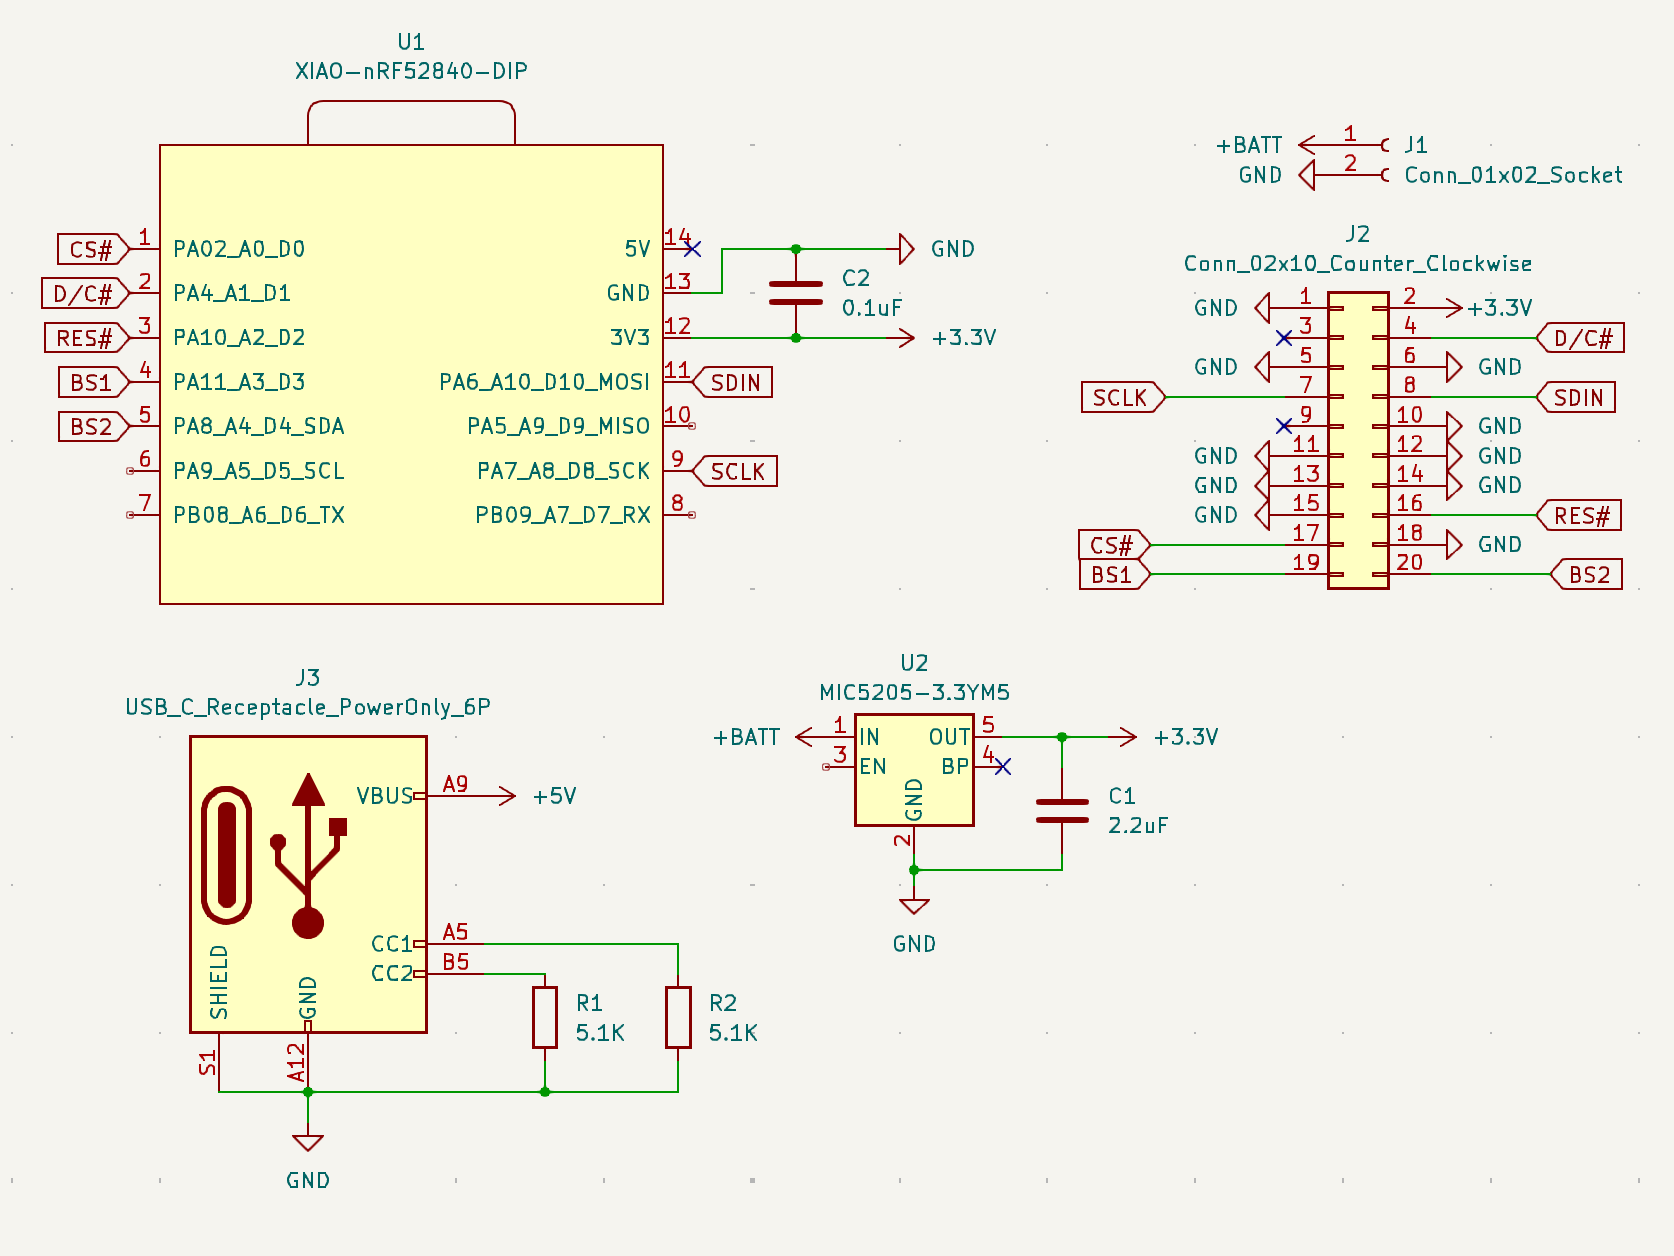 U1
XIAO-nRF52840-DIP
CS# 1 PA02_A0_D0
D/C# 2 PA4_A1_D1
RES# 3 PA10_A2_D2
BS1 4 PA11_A3_D3
BS2 5 PA8_A4_D4_SDA
6 PA9_A5_D5_SCL
7 PB08_A6_D6_TX
5V 14
GND 13
3V3 12
PA6_A10_D10_MOSI 11 SDIN
PA5_A9_D9_MISO 10
PA7_A8_D8_SCK 9 SCLK
PB09_A7_D7_RX 8
GND
C2
0.1uF
+3.3V
+BATT 1 J1
GND 2 Conn_01x02_Socket
J2
Conn_02x10_Counter_Clockwise
GND 1 2 +3.3V
3 4 D/C#
GND 5 6 GND
SCLK 7 8 SDIN
9 10 GND
GND 11 12 GND
GND 13 14 GND
GND 15 16 RES#
CS# 17 18 GND
BS1 19 20 BS2
J3
USB_C_Receptacle_PowerOnly_6P
VBUS A9 +5V
CC1 A5
CC2 B5
SHIELD
GND
S1
A12
R1
5.1K
R2
5.1K
GND
U2
MIC5205-3.3YM5
+BATT 1 IN OUT 5 +3.3V
3 EN BP 4
GND
2
C1
2.2uF
GND